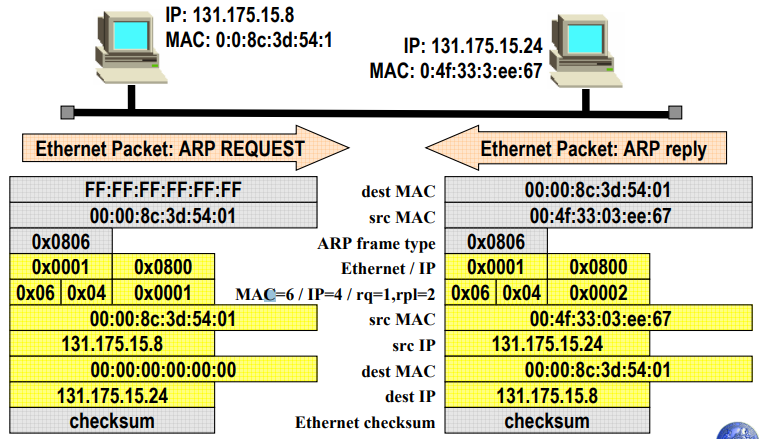 IP: 131.175.15.8
MAC: 0:0:8c:3d:54:1
IP: 131.175.15.24
MAC: 0:4f:33:3:ee:67
Ethernet Packet: ARP REQUEST
Ethernet Packet: ARP reply
FF:FF:FF:FF:FF:FF dest MAC 00:00:8c:3d:54:01
00:00:8c:3d:54:01 src MAC 00:4f:33:03:ee:67
0x0806 ARP frame type 0x0806
0x0001 0x0800 Ethernet / IP 0x0001 0x0800
0x06 0x04 0x0001 MAC=6 / IP=4 / rq=1,rpl=2 0x06 0x04 0x0002
00:00:8c:3d:54:01 src MAC 00:4f:33:03:ee:67
131.175.15.8 src IP 131.175.15.24
00:00:00:00:00:00 dest MAC 00:00:8c:3d:54:01
131.175.15.24 dest IP 131.175.15.8
checksum Ethernet checksum checksum